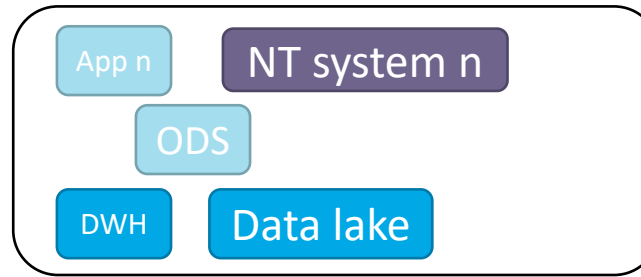 App n
NT system n
ODS
DWH
Data lake